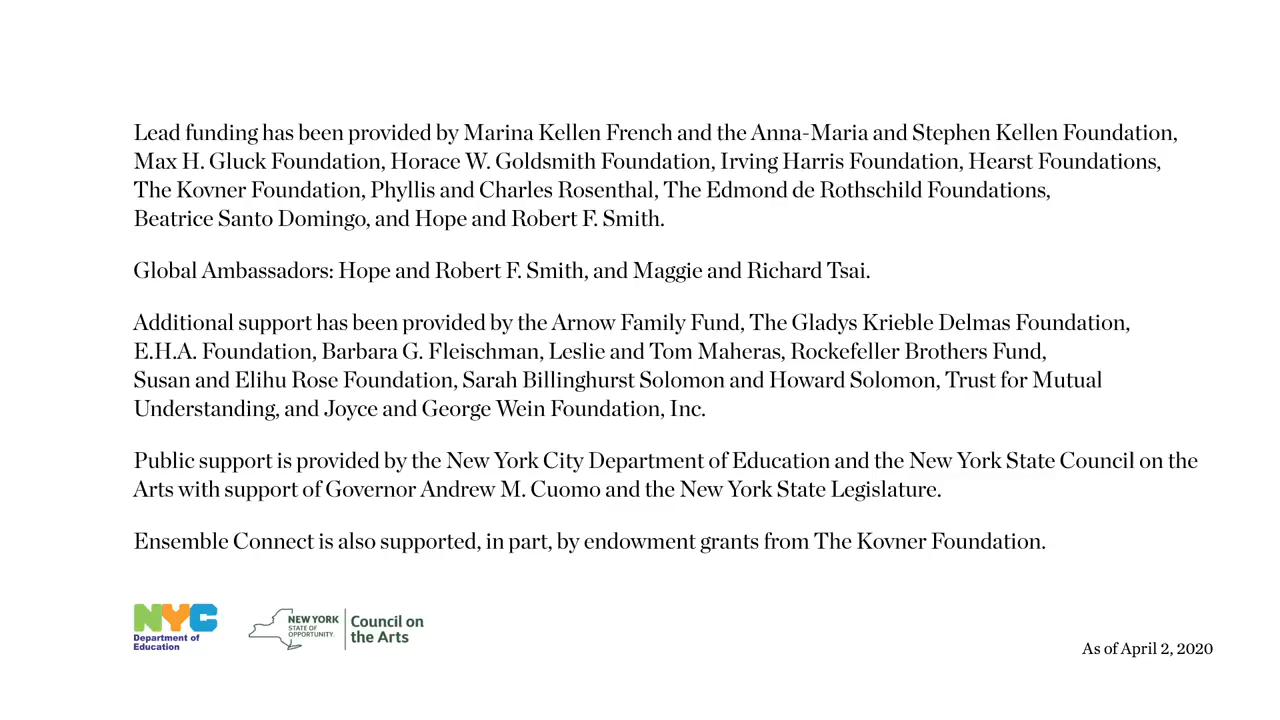 Lead funding has been provided by Marina Kellen French and the Anna-Maria and Stephen Kellen Foundation,
Max H. Gluck Foundation, Horace W. Goldsmith Foundation, Irving Harris Foundation, Hearst Foundations,
The Kovner Foundation, Phyllis and Charles Rosenthal, The Edmond de Rothschild Foundations,
Beatrice Santo Domingo, and Hope and Robert F. Smith.
Global Ambassadors: Hope and Robert F. Smith, and Maggie and Richard Tsai.
Additional support has been provided by the Arnow Family Fund, The Gladys Krieble Delmas Foundation,
E.H.A. Foundation, Barbara G. Fleischman, Leslie and Tom Maheras, Rockefeller Brothers Fund,
Susan and Elihu Rose Foundation, Sarah Billinghurst Solomon and Howard Solomon, Trust for Mutual
Understanding, and Joyce and George Wein Foundation, Inc.
Public support is provided by the New York City Department of Education and the New York State Council on the
Arts with support of Governor Andrew M. Cuomo and the New York State Legislature.
Ensemble Connect is also supported, in part, by endowment grants from The Kovner Foundation.
NYC
Department of
Education
NEW YORK
STATE OF
OPPORTUNITY.
Council on
the Arts
As of April 2, 2020